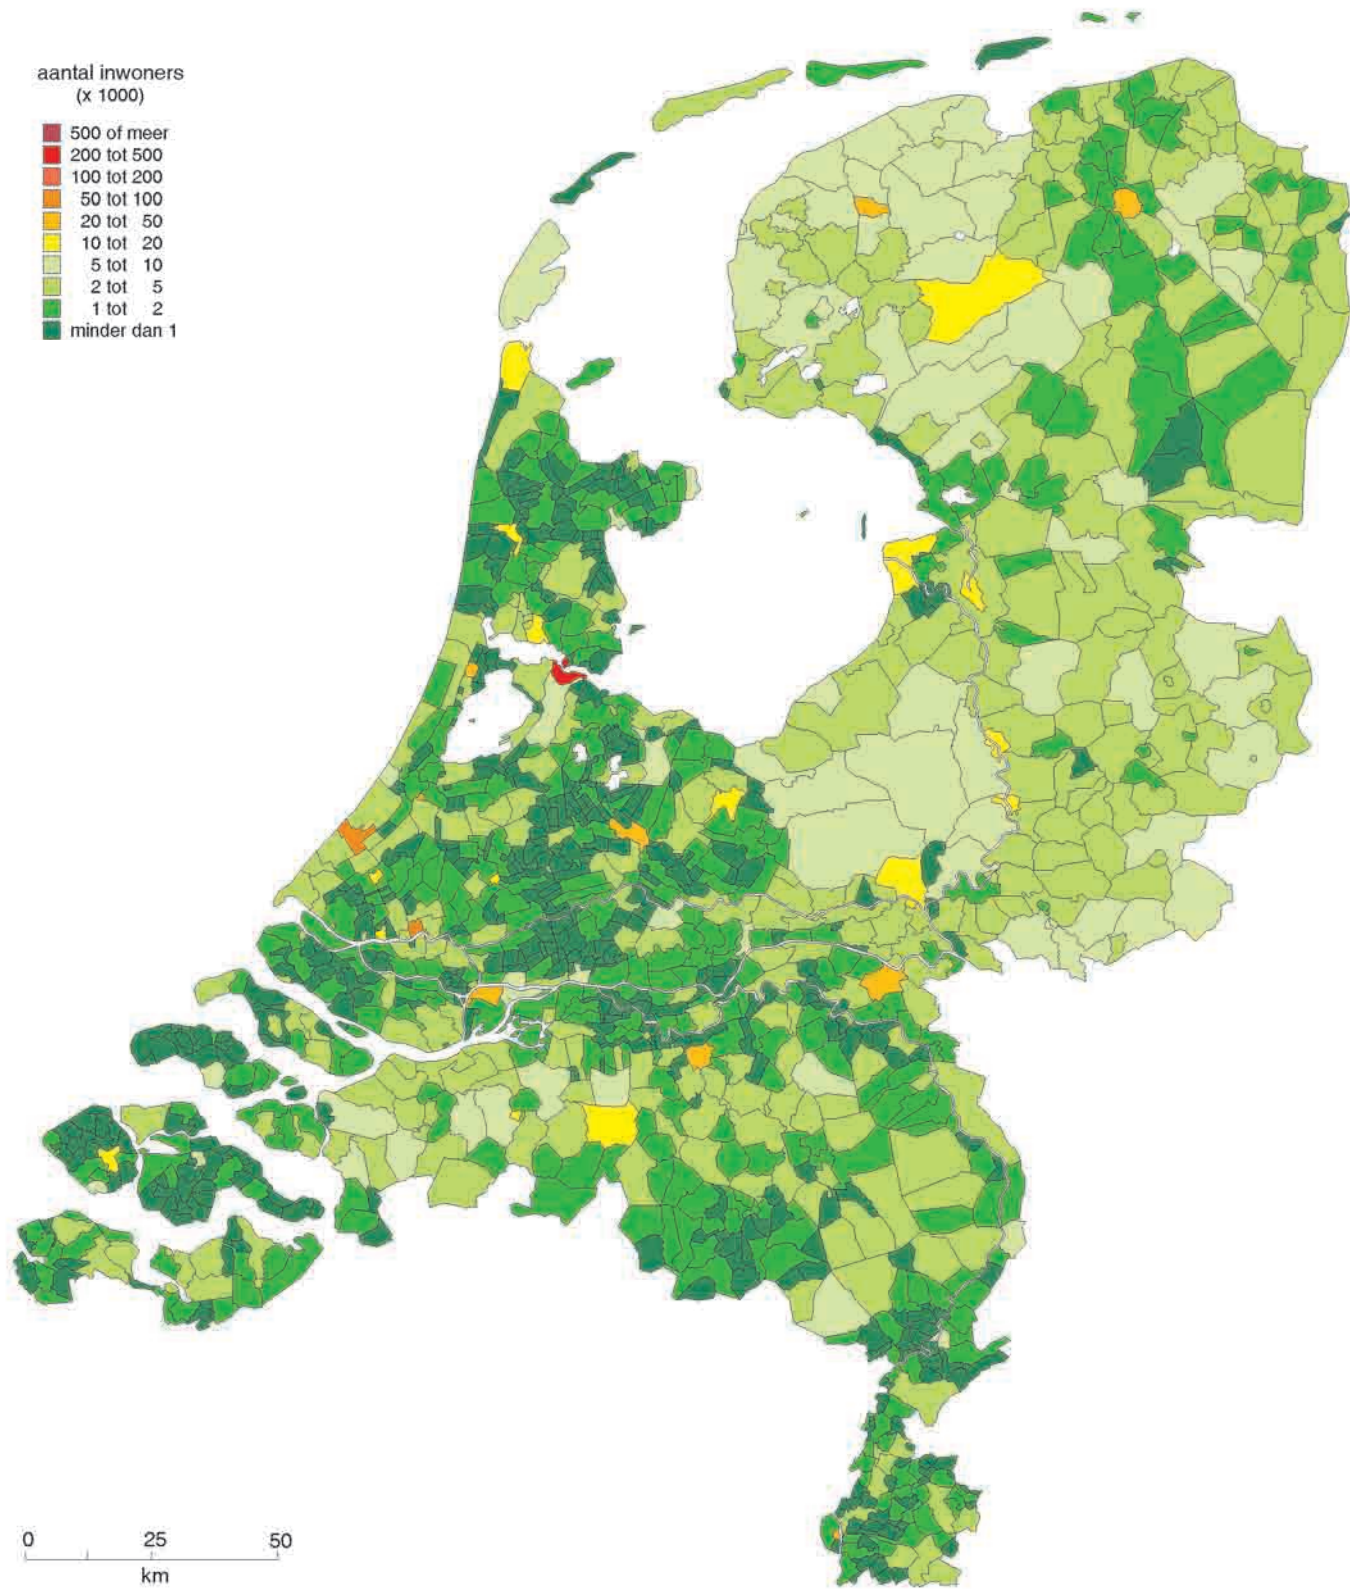 aantal inwoners
(x 1000)
500 of meer
200 tot 500
100 tot 200
50 tot 100
20 tot 50
10 tot 20
5 tot 10
2 tot 5
1 tot 2
minder dan 1
0 25 50
km